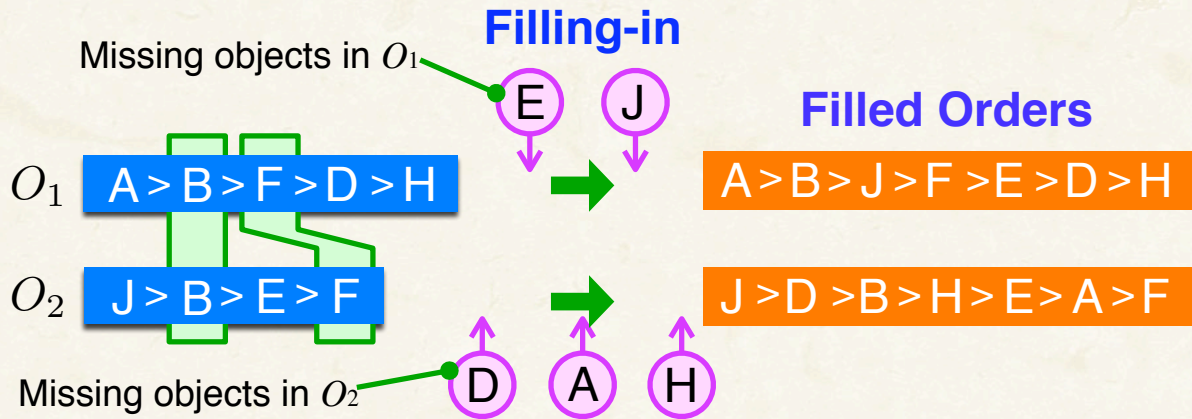 Filling-in
Missing objects in O1
E J
Filled Orders
O1 A > B > F > D > H
A > B > J > F > E > D > H
O2 J > B > E > F
J > D > B > H > E > A > F
Missing objects in O2
D A H